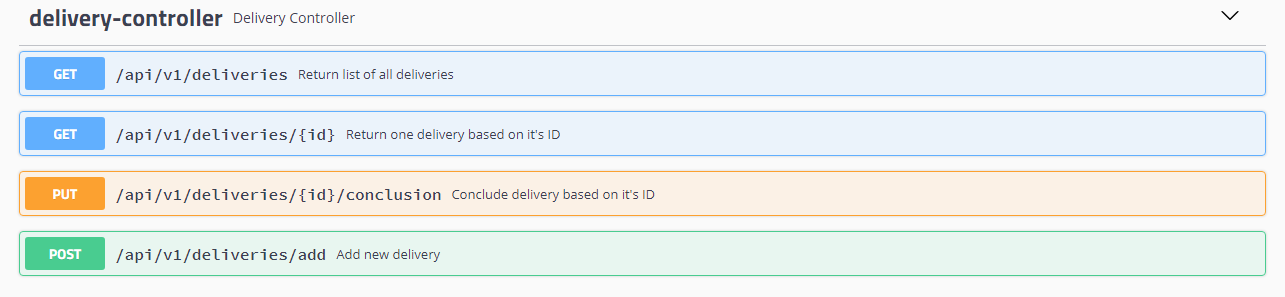 delivery-controller Delivery Controller
GET /api/v1/deliveries Return list of all deliveries
GET /api/v1/deliveries/{id} Return one delivery based on it's ID
PUT /api/v1/deliveries/{id}/conclusion Conclude delivery based on it's ID
POST /api/v1/deliveries/add Add new delivery